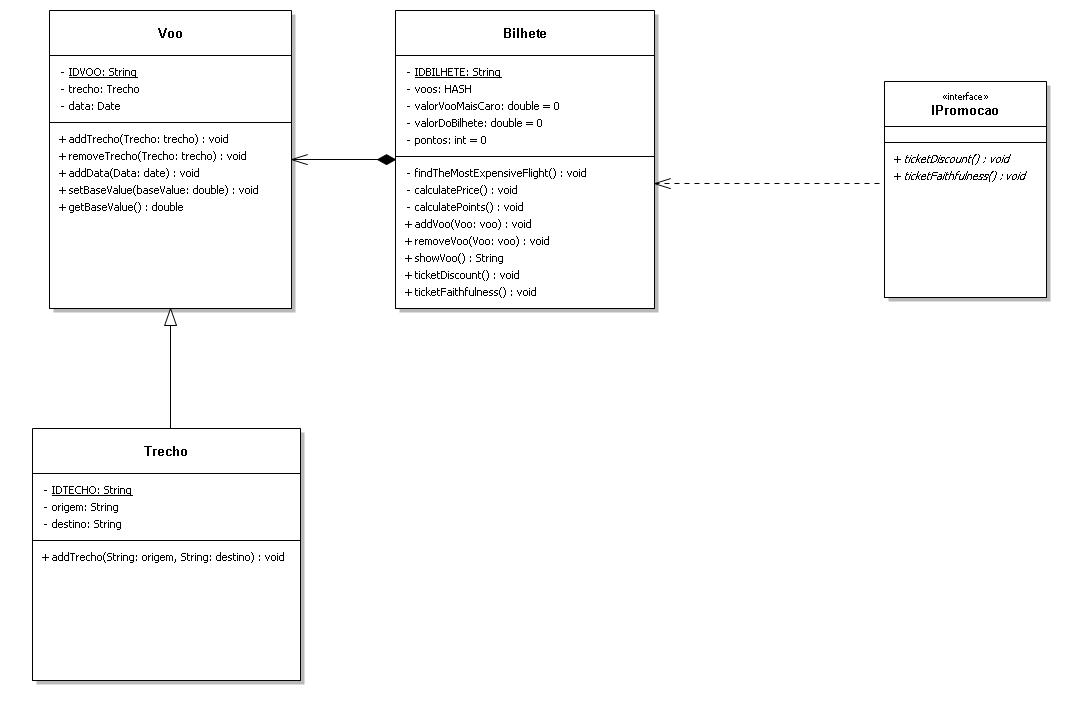 Voo
- IDVOO: String
- trecho: Trecho
- data: Date
+ addTrecho(Trecho: trecho) : void
+ removeTrecho(Trecho: trecho) : void
+ addData(Data: date) : void
+ setBaseValue(baseValue: double) : void
+ getBaseValue() : double
Bilhete
- IDBILHETE: String
- voos: HASH
- valorVooMaisCaro: double = 0
- valorDoBilhete: double = 0
- pontos: int = 0
- findTheMostExpensiveFlight() : void
- calculatePrice() : void
- calculatePoints() : void
+ addVoo(Voo: voo) : void
+ removeVoo(Voo: voo) : void
+ showVoo() : String
+ ticketDiscount() : void
+ ticketFaithfulness() : void
«interface»
IPromocao
+ ticketDiscount() : void
+ ticketFaithfulness() : void
Trecho
- IDTECHO: String
- origem: String
- destino: String
+ addTrecho(String: origem, String: destino) : void